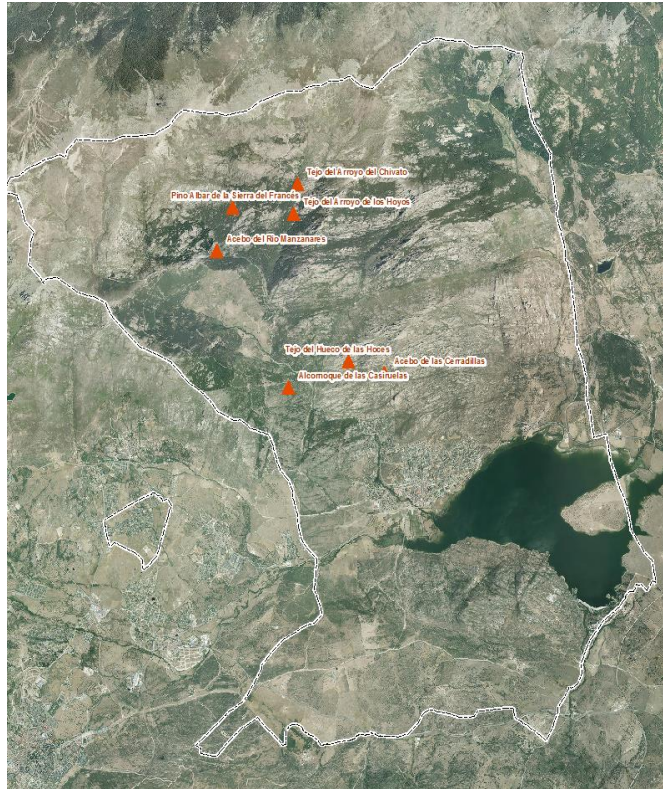 Tejo del Arroyo del Chivato
Pino Albar de la Sierra del Francés
Tejo del Arroyo de los Hoyos
Acebo del Río Manzanares
Tejo del Hueco de las Hoces
Acebo de las Cerradillas
Alcornoque de las Casiruelas